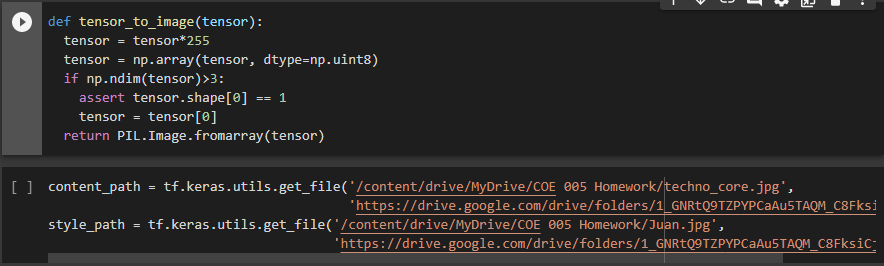 def tensor_to_image(tensor):
tensor = tensor*255
tensor = np.array(tensor, dtype=np.uint8)
if np.ndim(tensor)>3:
assert tensor.shape[0] == 1
tensor = tensor[0]
return PIL.Image.fromarray(tensor)
[ ] content_path = tf.keras.utils.get_file('/content/drive/MyDrive/COE 005 Homework/techno_core.jpg',
'https://drive.google.com/drive/folders/1_GNRtQ9TZPYPCaAu5TAQM_C8Fksi
style_path = tf.keras.utils.get_file('/content/drive/MyDrive/COE 005 Homework/Juan.jpg',
'https://drive.google.com/drive/folders/1_GNRtQ9TZPYPCaAu5TAQM_C8FksiC